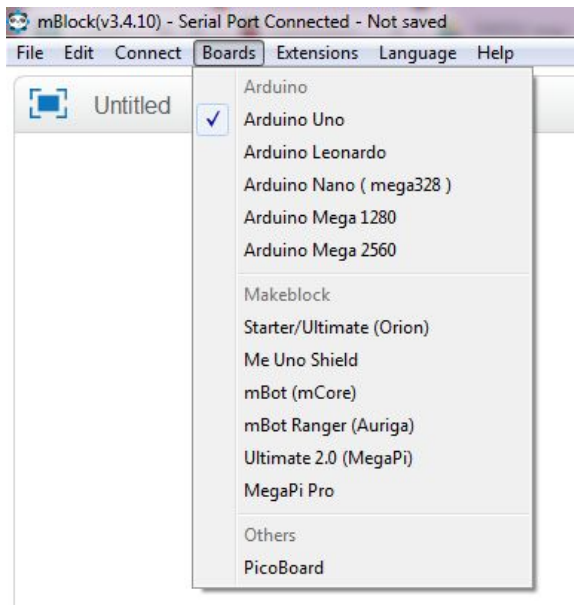 mBlock(v3.4.10) - Serial Port Connected - Not saved
File Edit Connect Boards Extensions Language Help
Untitled
Arduino
Arduino Uno
Arduino Leonardo
Arduino Nano ( mega328 )
Arduino Mega 1280
Arduino Mega 2560
Makeblock
Starter/Ultimate (Orion)
Me Uno Shield
mBot (mCore)
mBot Ranger (Auriga)
Ultimate 2.0 (MegaPi)
MegaPi Pro
Others
PicoBoard